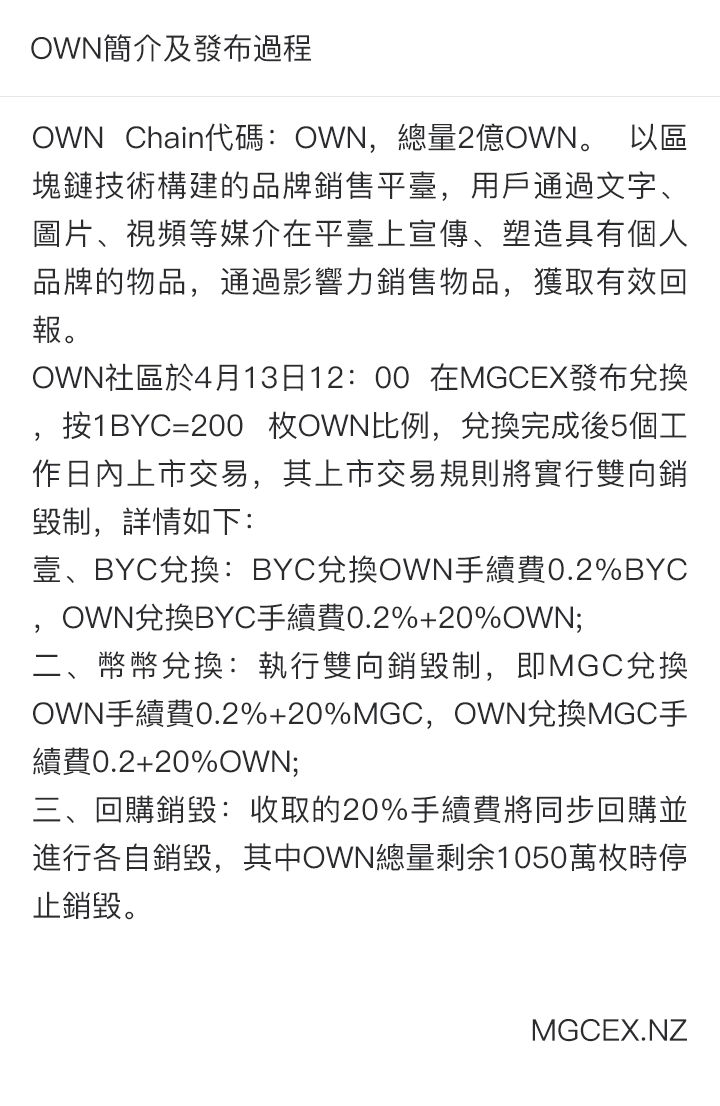 OWN簡介及發布過程
OWN Chain代碼：OWN，總量2億OWN。 以區
塊鏈技術構建的品牌銷售平臺，用戶通過文字、
圖片、視頻等媒介在平臺上宣傳、塑造具有個人
品牌的物品，通過影響力銷售物品，獲取有效回
報。
OWN社區於4月13日12：00 在MGCEX發布兌換
，按1BYC=200 枚OWN比例，兌換完成後5個工
作日內上市交易，其上市交易規則將實行雙向銷
毀制，詳情如下：
壹、BYC兌換：BYC兌換OWN手續費0.2%BYC
，OWN兌換BYC手續費0.2%+20%OWN;
二、幣幣兌換：執行雙向銷毀制，即MGC兌換
OWN手續費0.2%+20%MGC，OWN兌換MGC手
續費0.2+20%OWN;
三、回購銷毀：收取的20%手續費將同步回購並
進行各自銷毀，其中OWN總量剩余1050萬枚時停
止銷毀。
MGCEX.NZ